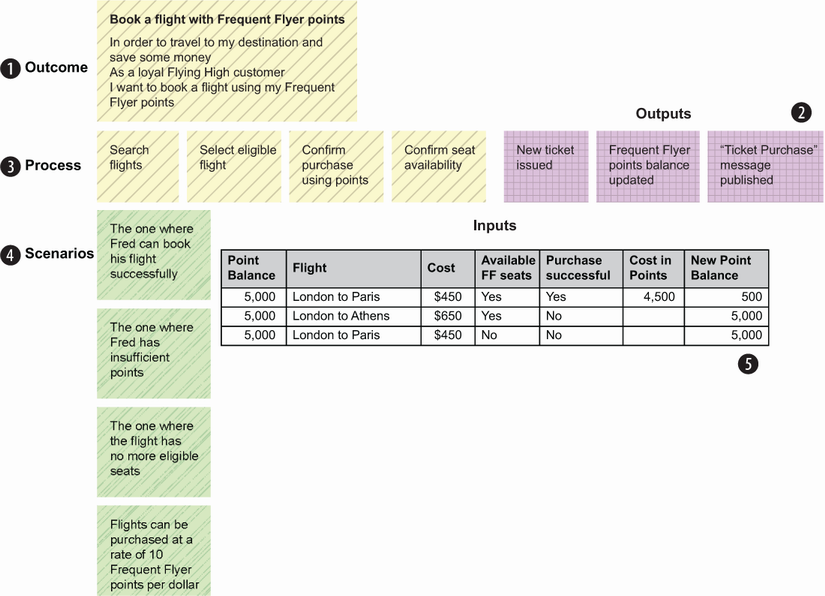 Book a flight with Frequent Flyer points
In order to travel to my destination and
save some money
As a loyal Flying High customer
I want to book a flight using my Frequent
Flyer points
1 Outcome
Outputs
2
3 Process
Search
flights
Select eligible
flight
Confirm
purchase
using points
Confirm seat
availability
New ticket
issued
Frequent Flyer
points balance
updated
“Ticket Purchase”
message
published
4 Scenarios
The one where
Fred can book
his flight
successfully
The one where
Fred has
insufficient
points
The one where
the flight has
no more eligible
seats
Flights can be
purchased at a
rate of 10
Frequent Flyer
points per dollar
Inputs
Point Balance Flight Cost Available FF seats Purchase successful Cost in Points New Point Balance
5,000 London to Paris $450 Yes Yes 4,500 500
5,000 London to Athens $650 Yes No 5,000
5,000 London to Paris $450 No No 5,000
5